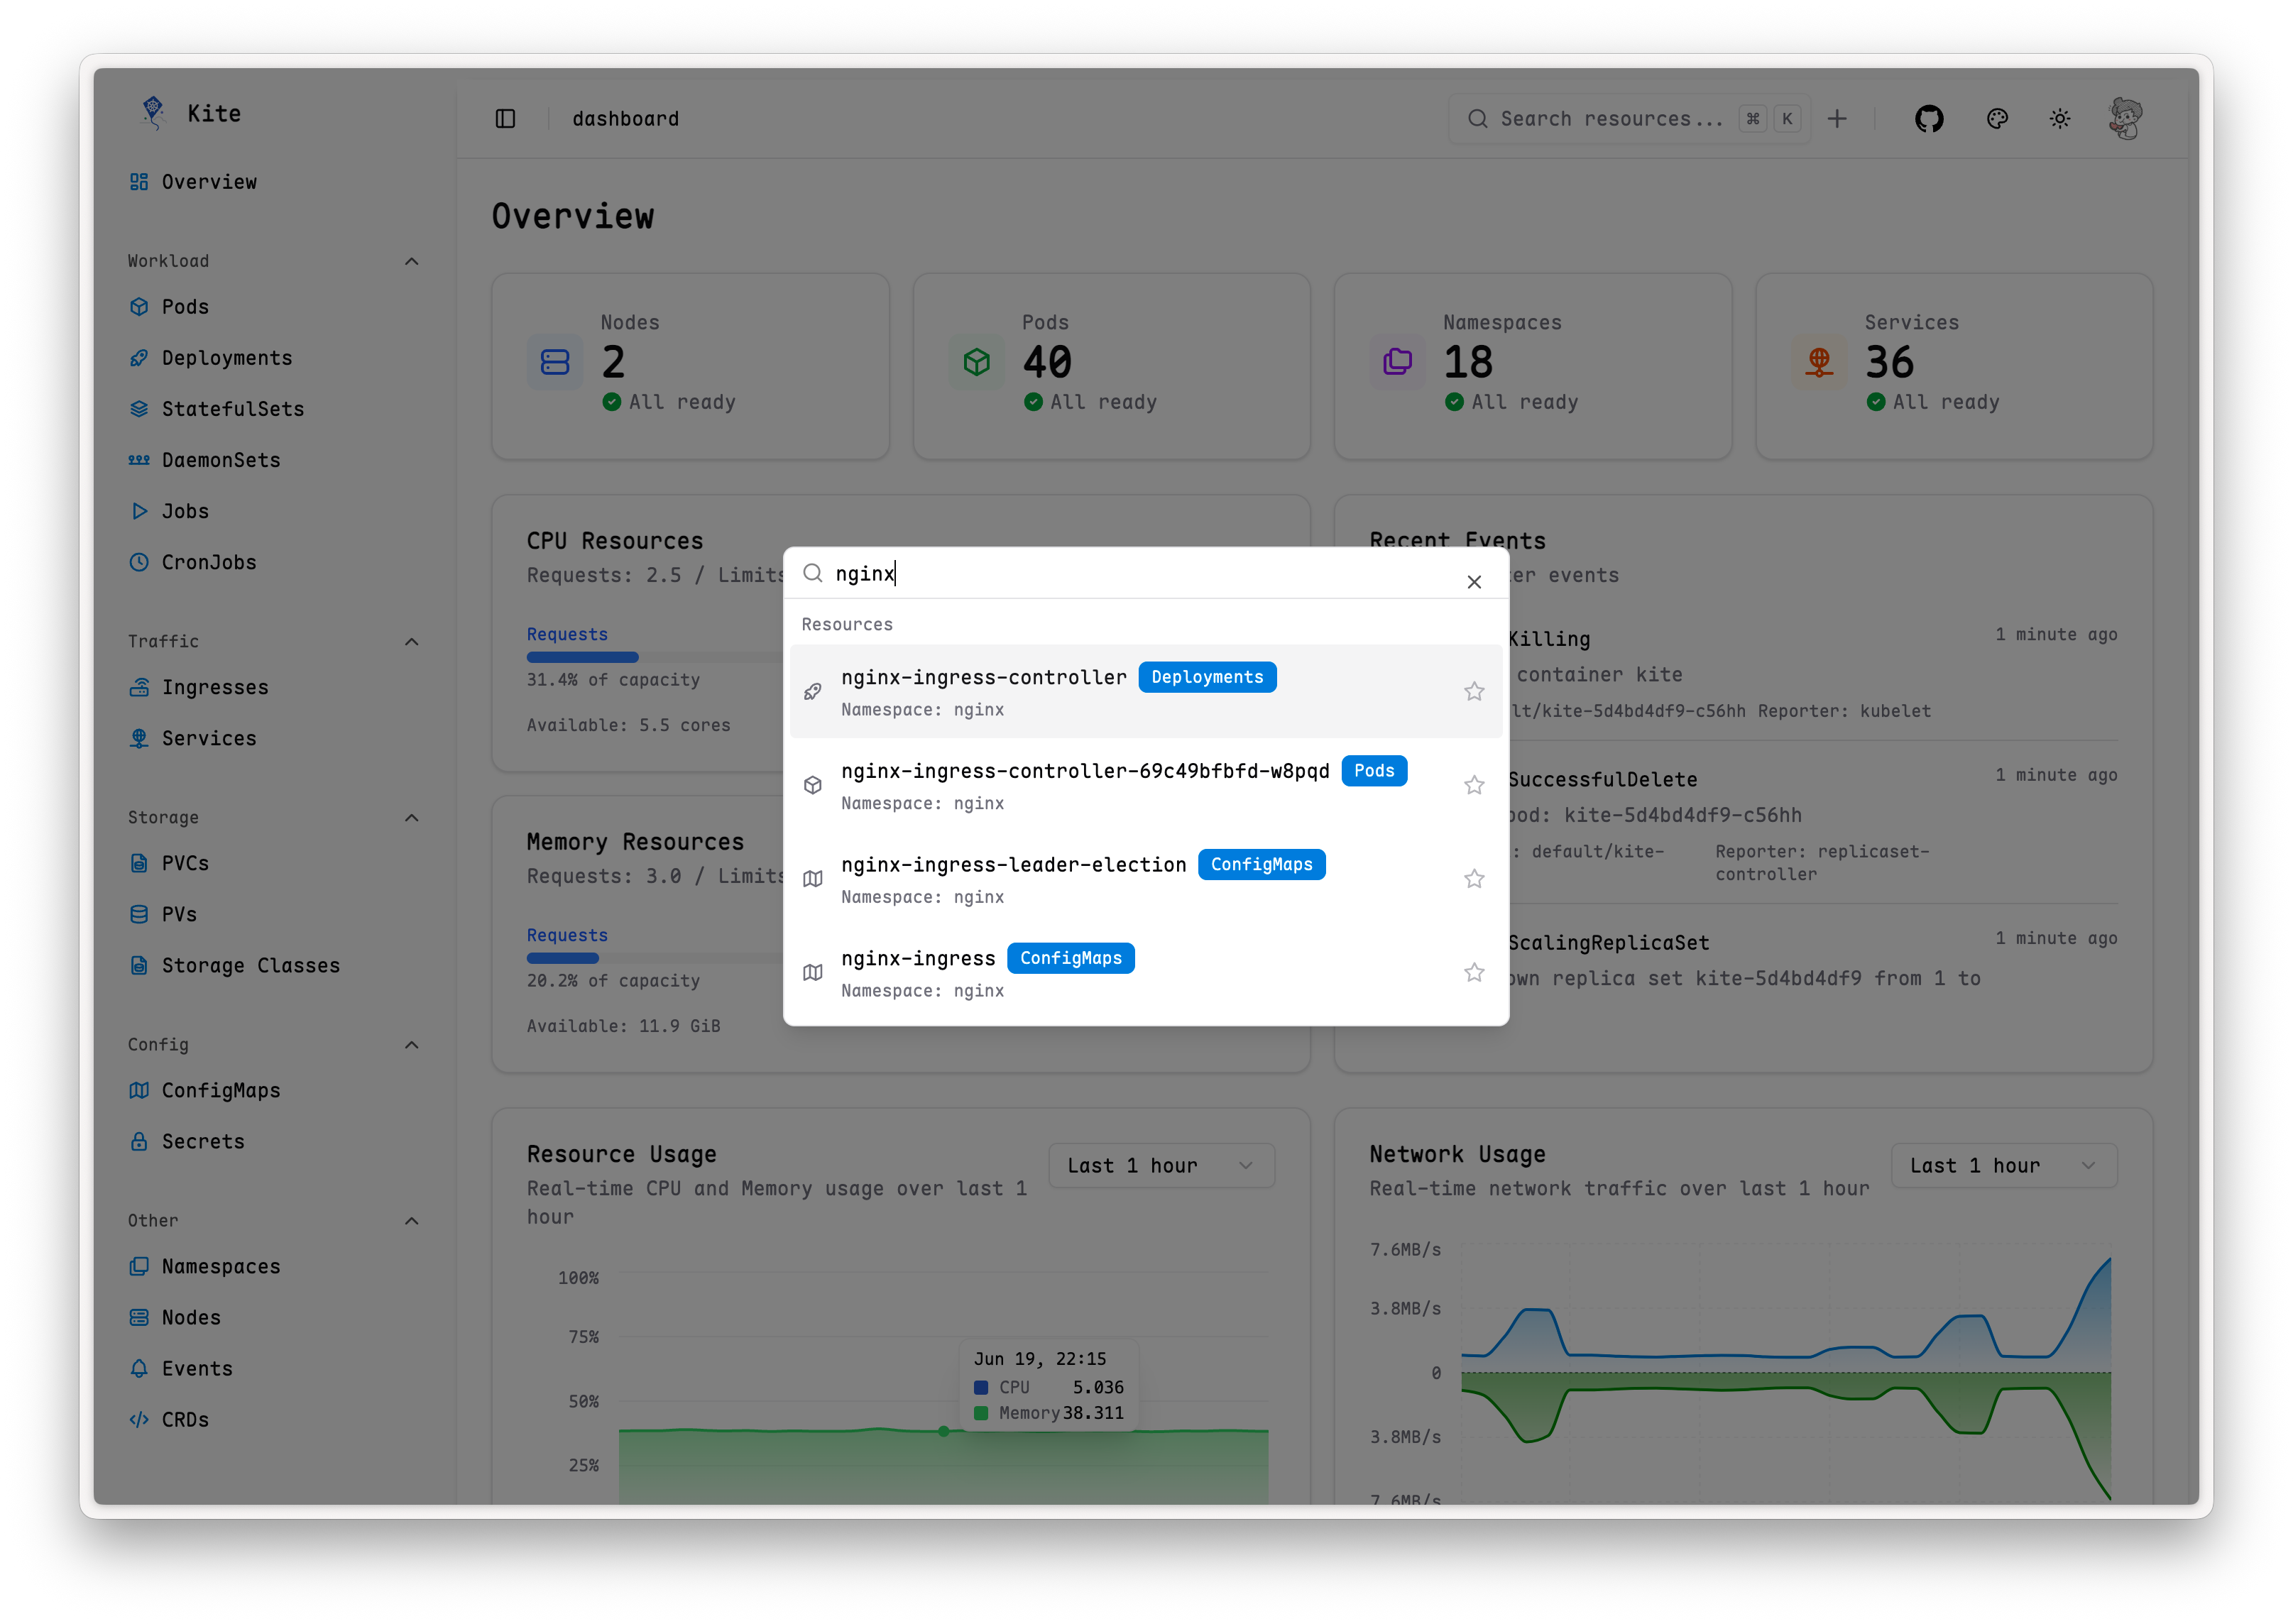 Kite
Overview
Workload
Pods
Deployments
StatefulSets
DaemonSets
Jobs
CronJobs
Traffic
Ingresses
Services
Storage
PVCs
PVs
Storage Classes
Config
ConfigMaps
Secrets
Other
Namespaces
Nodes
Events
CRDs
dashboard
Search resources...
⌘ K
Overview
Nodes
2
All ready
Pods
40
All ready
Namespaces
18
All ready
Services
36
All ready
CPU Resources
Requests: 2.5 / Limits
Requests
31.4% of capacity
Available: 5.5 cores
Memory Resources
Requests: 3.0 / Limits
Requests
20.2% of capacity
Available: 11.9 GiB
nginx
Resources
nginx-ingress-controller Deployments
Namespace: nginx
nginx-ingress-controller-69c49bfbfd-w8pqd Pods
Namespace: nginx
nginx-ingress-leader-election ConfigMaps
Namespace: nginx
nginx-ingress ConfigMaps
Namespace: nginx
Recent Events
events
Killing
1 minute ago
container kite
lt/kite-5d4bd4df9-c56hh Reporter: kubelet
SuccessfulDelete
1 minute ago
pod: kite-5d4bd4df9-c56hh
: default/kite-
Reporter: replicaset-
controller
ScalingReplicaSet
1 minute ago
own replica set kite-5d4bd4df9 from 1 to
Resource Usage
Last 1 hour
Real-time CPU and Memory usage over last 1
hour
100%
75%
50%
25%
Jun 19, 22:15
CPU 5.036
Memory 38.311
Network Usage
Last 1 hour
Real-time network traffic over last 1 hour
7.6MB/s
3.8MB/s
0
3.8MB/s
7.6MB/s